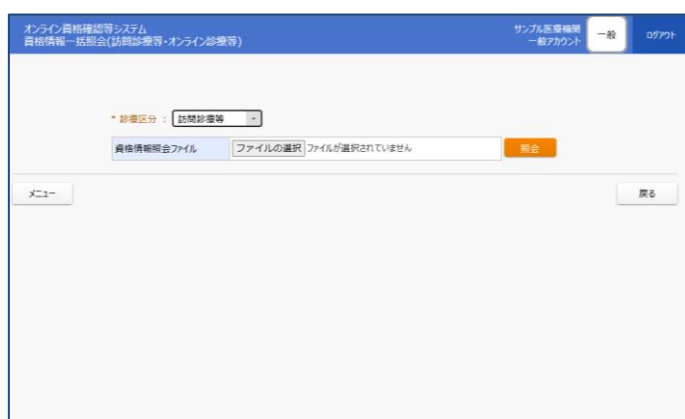 オンライン資格確認等システム
資格情報一括照会(訪問診療等・オンライン診療等)
サンプル医療機関
一般アカウント
一般
ログアウト
* 診療区分 : 訪問診療等
資格情報照会ファイル ファイルの選択 ファイルが選択されていません 照会
メニュー 戻る